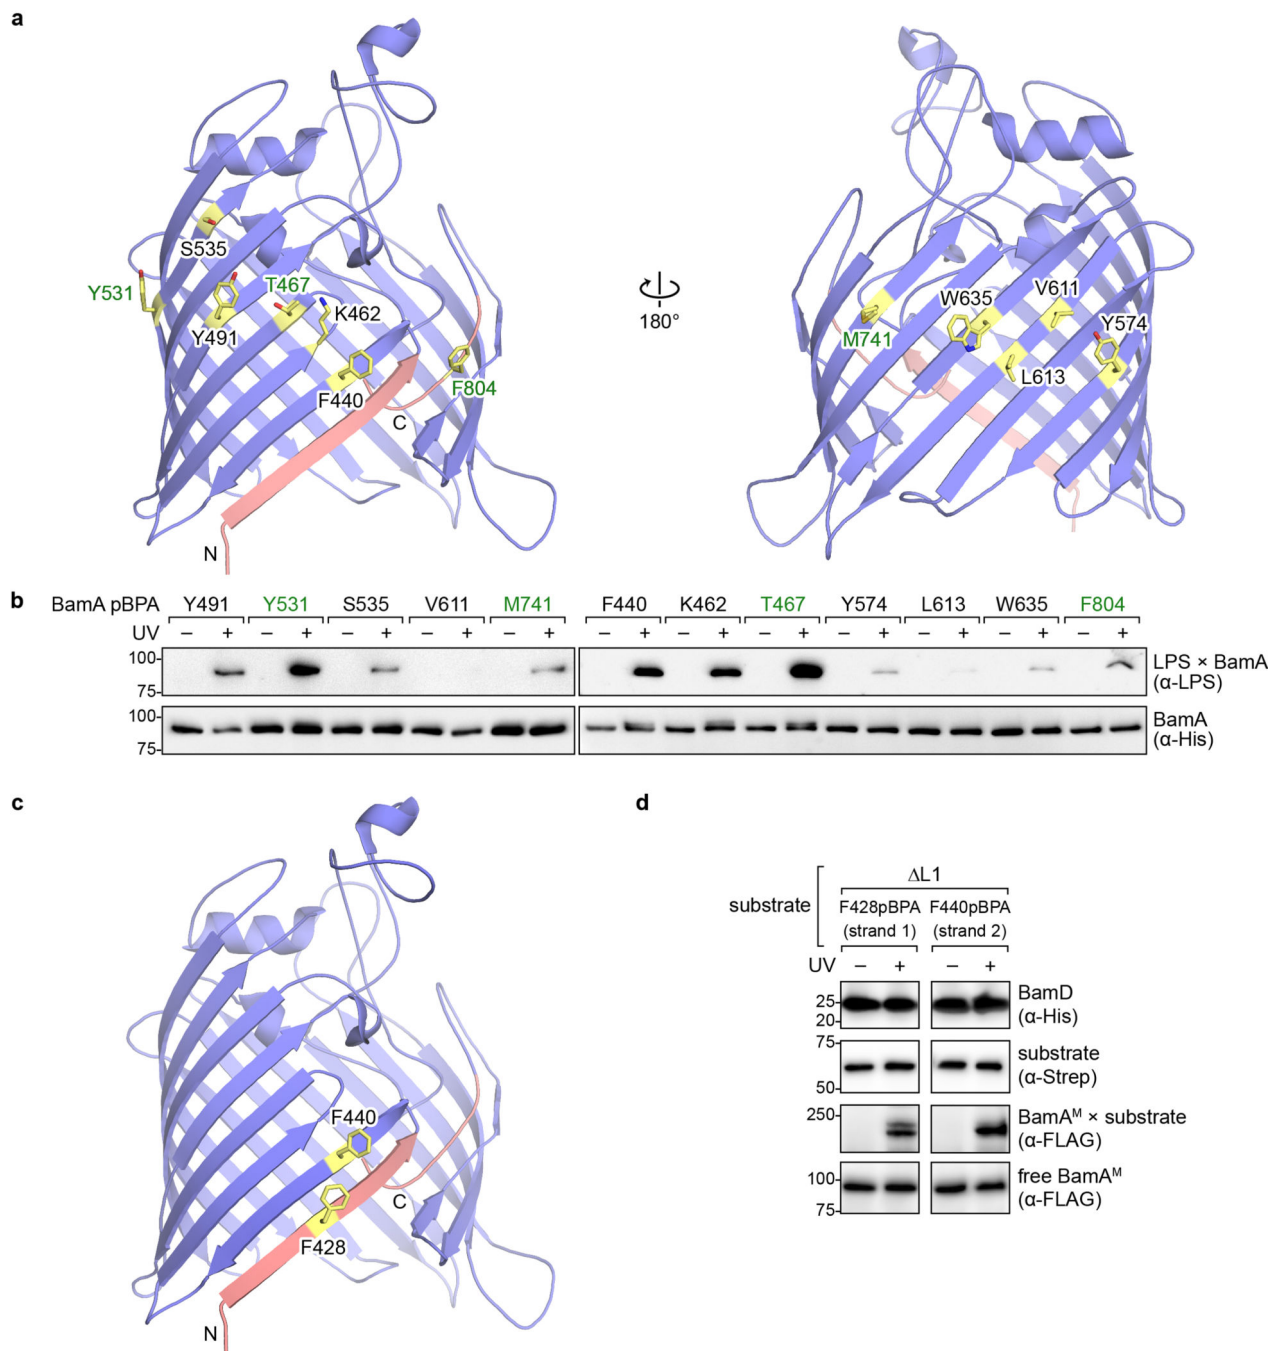 a
S535
Y531
T467
Y491
K462
F440
F804
C
N
180°
W635
V611
M741
Y574
L613
b
BamA pBPA Y491 Y531 S535 V611 M741 F440 K462 T467 Y574 L613 W635 F804
UV − + − + − + − + − + − + − + − + − + − + − + − +
100
75
LPS × BamA
(α-LPS)
100
75
BamA
(α-His)
c
F440
C
F428
N
d
ΔL1
substrate
F428pBPA F440pBPA
(strand 1) (strand 2)
UV − + − +
25
20
BamD
(α-His)
75
50
substrate
(α-Strep)
250
BamAᴹ × substrate
(α-FLAG)
100
75
free BamAᴹ
(α-FLAG)